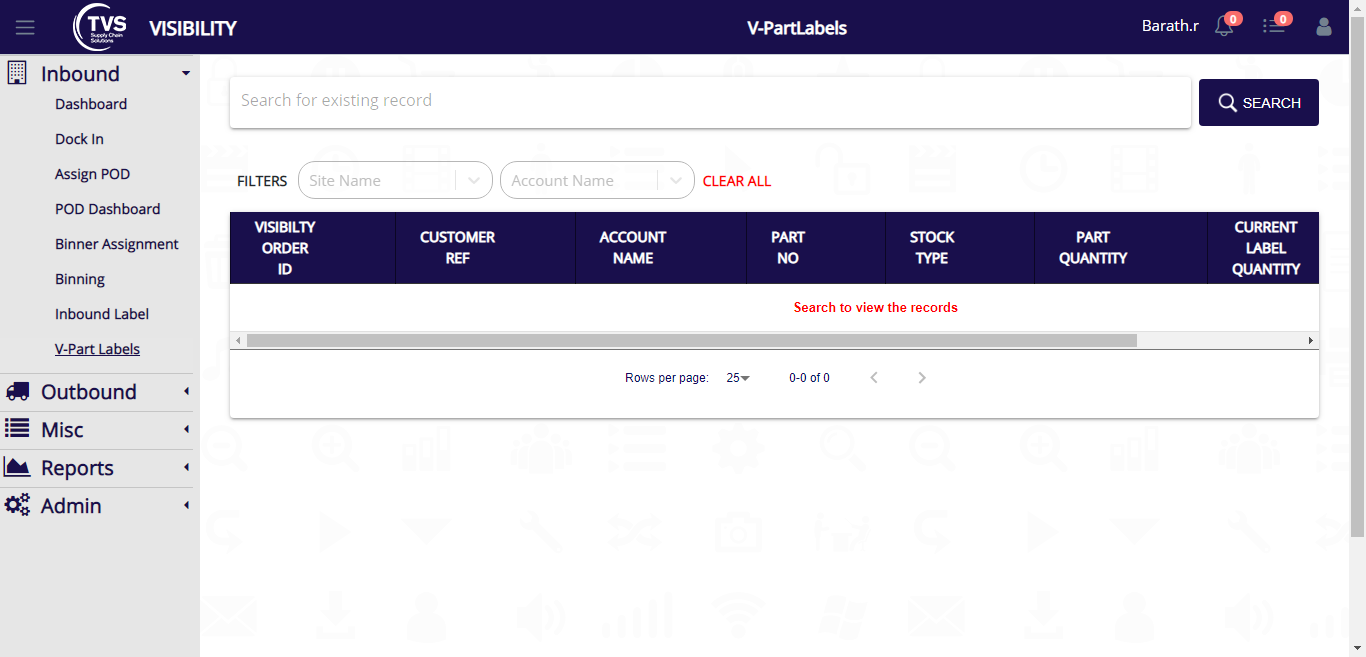 TVS
Supply Chain
Solutions
VISIBILITY
V-PartLabels
Barath.r
0
0
Inbound
Dashboard
Dock In
Assign POD
POD Dashboard
Binner Assignment
Binning
Inbound Label
V-Part Labels
Outbound
Misc
Reports
Admin
Search for existing record
SEARCH
FILTERS
Site Name
Account Name
CLEAR ALL
VISIBILTY
ORDER
ID
CUSTOMER
REF
ACCOUNT
NAME
PART
NO
STOCK
TYPE
PART
QUANTITY
CURRENT
LABEL
QUANTITY
Search to view the records
Rows per page: 25 0-0 of 0